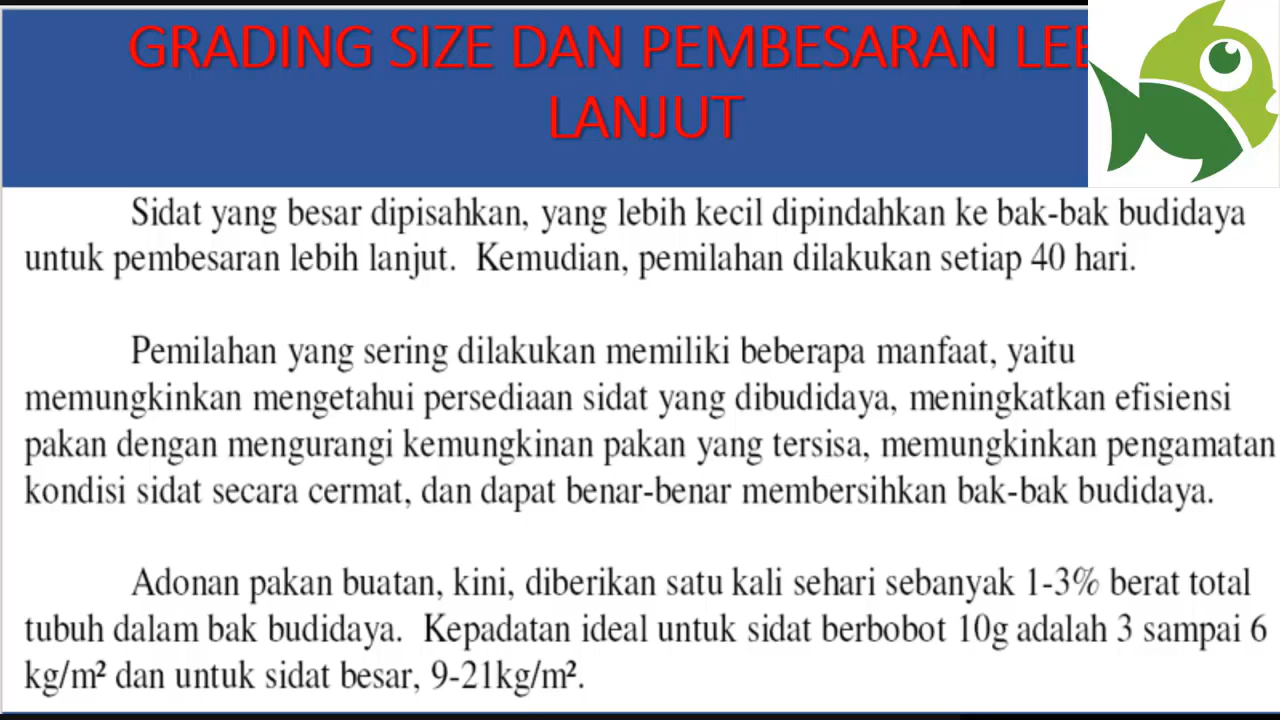 GRADING SIZE DAN PEMBESARAN
LANJUT
Sidat yang besar dipisahkan, yang lebih kecil dipindahkan ke bak-bak budidaya
untuk pembesaran lebih lanjut. Kemudian, pemilahan dilakukan setiap 40 hari.
Pemilahan yang sering dilakukan memiliki beberapa manfaat, yaitu
memungkinkan mengetahui persediaan sidat yang dibudidaya, meningkatkan efisiensi
pakan dengan mengurangi kemungkinan pakan yang tersisa, memungkinkan pengamatan
kondisi sidat secara cermat, dan dapat benar-benar membersihkan bak-bak budidaya.
Adonan pakan buatan, kini, diberikan satu kali sehari sebanyak 1-3% berat total
tubuh dalam bak budidaya. Kepadatan ideal untuk sidat berbobot 10g adalah 3 sampai 6
kg/m² dan untuk sidat besar, 9-21kg/m².